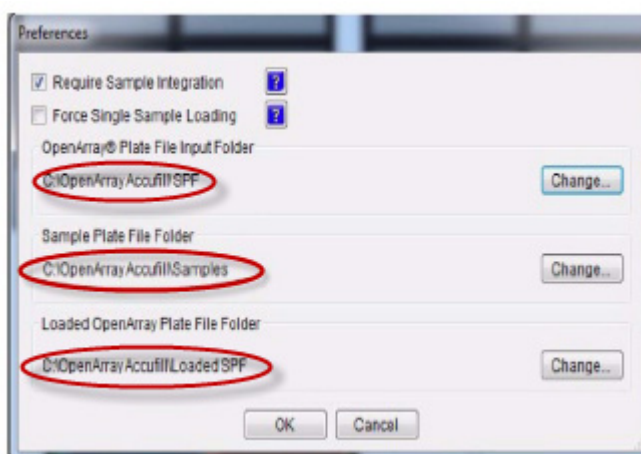 Preferences
Require Sample Integration ?
Force Single Sample Loading ?
OpenArray® Plate File Input Folder
C:\OpenArray Accufill\SPF
Change...
Sample Plate File Folder
C:\OpenArray Accufill\Samples
Change...
Loaded OpenArray Plate File Folder
C:\OpenArray Accufill\Loaded SPF
Change...
OK Cancel